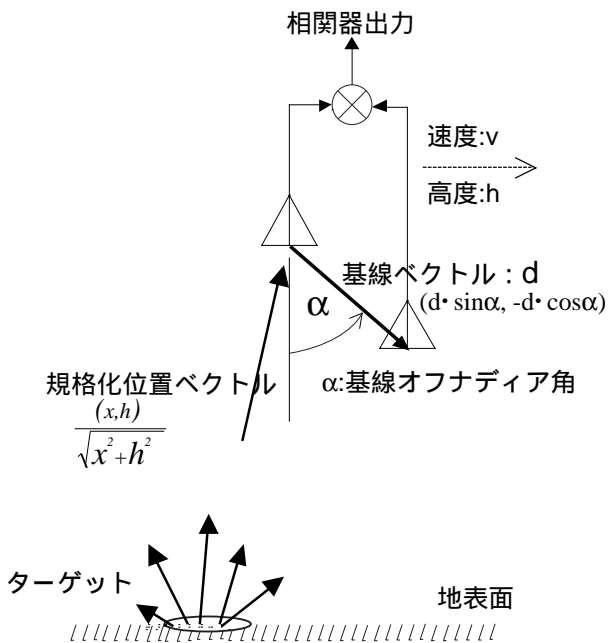 相関器出力
速度:v
高度:h
基線ベクトル : d
(d・sinα, -d・cosα)
α
規格化位置ベクトル
α:基線オフナディア角
(x,h)
√x²+h²
ターゲット
地表面